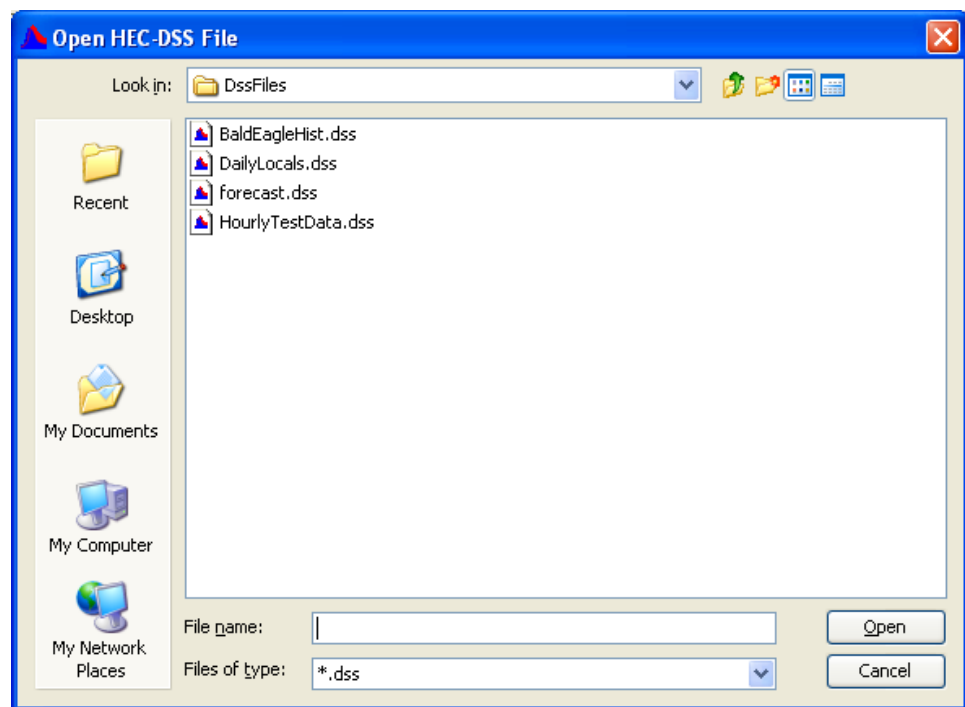 Open HEC-DSS File
Look in: DssFiles
BaldEagleHist.dss
DailyLocals.dss
forecast.dss
HourlyTestData.dss
Recent
Desktop
My Documents
My Computer
My Network
Places
File name:
Open
Files of type: *.dss
Cancel